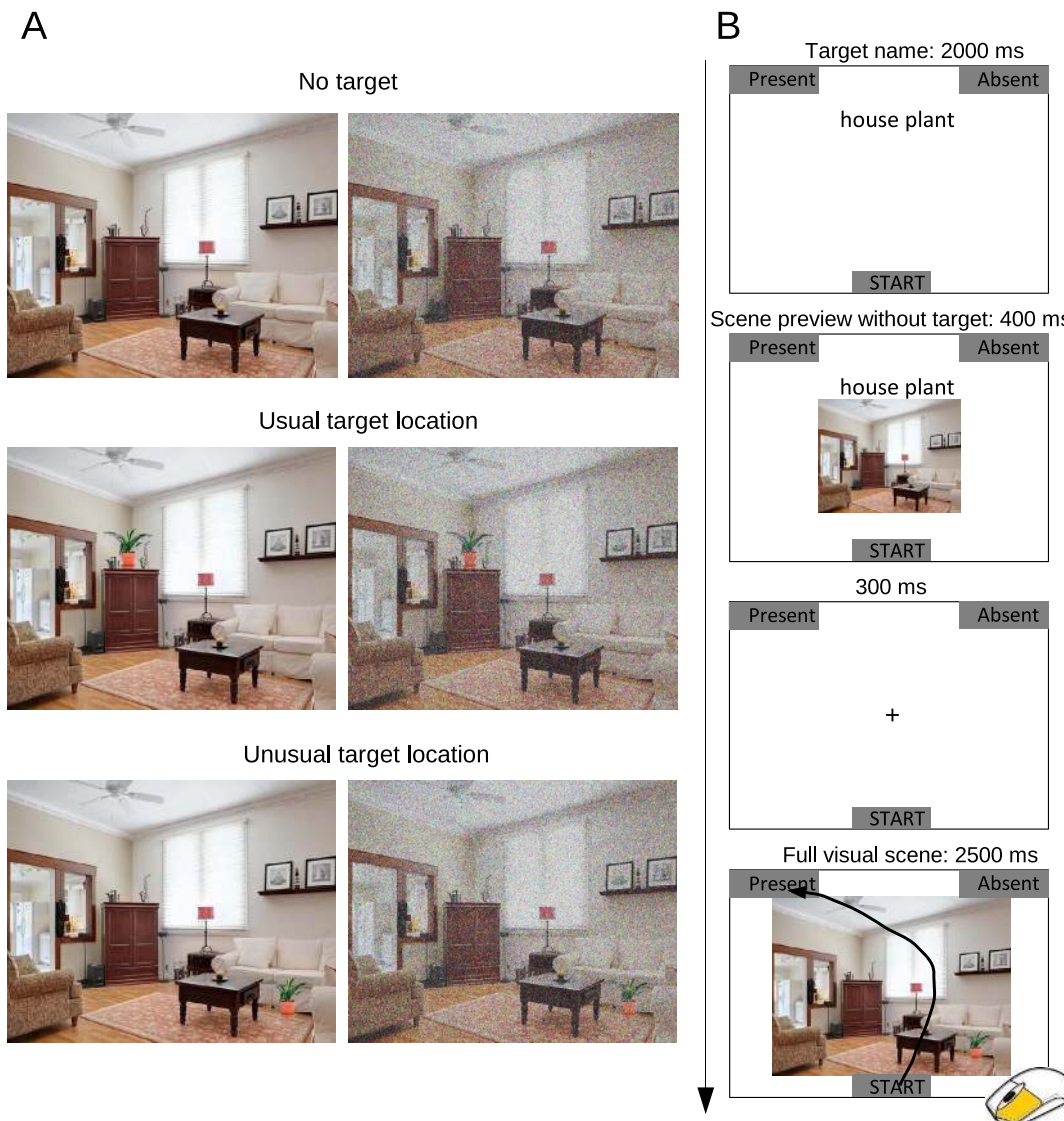 A
No target
Usual target location
Unusual target location
B
Target name: 2000 ms
Present
Absent
house plant
START
Scene preview without target: 400 ms
Present
Absent
house plant
START
300 ms
Present
Absent
+
START
Full visual scene: 2500 ms
Present
Absent
START